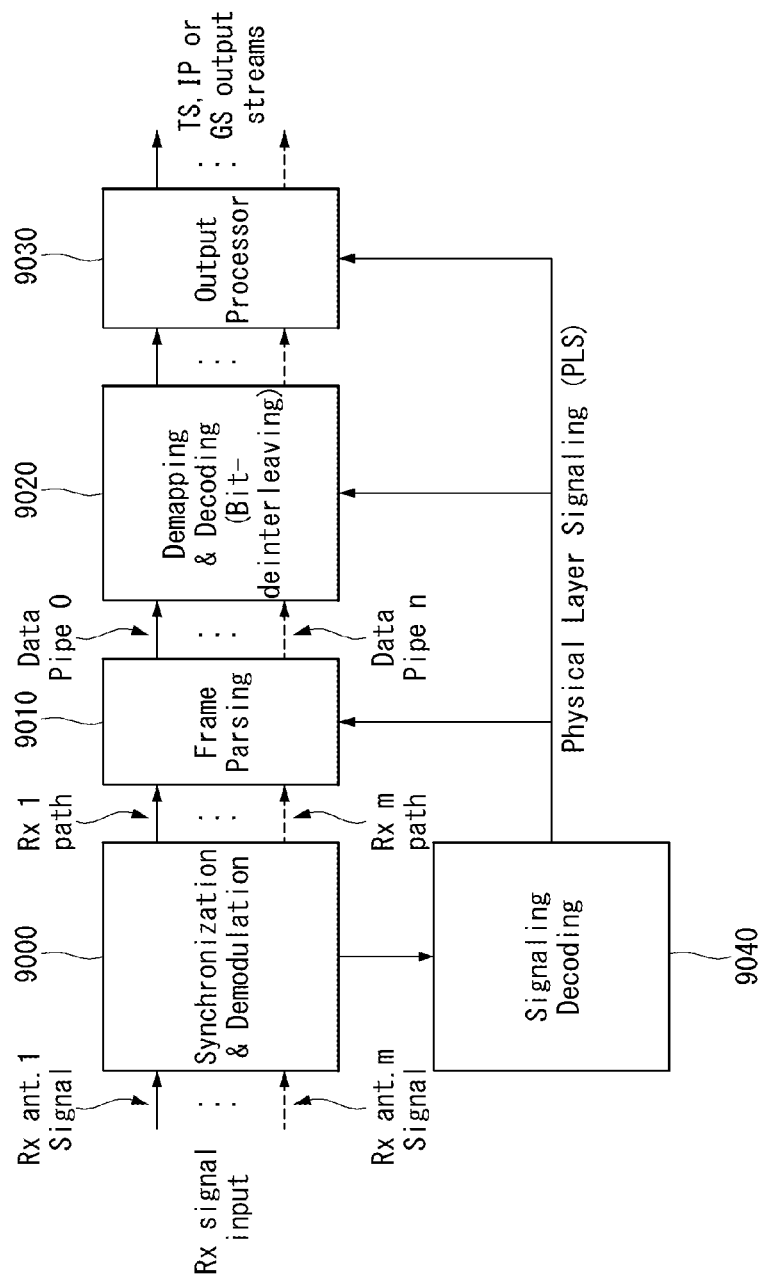 Rx signal
input
Rx ant.1
Signal
Rx ant.m
Signal
9000
Synchronization
& Demodulation
Rx 1
path
Rx m
path
9010
Frame
Parsing
Data
Pipe 0
Data
Pipe n
9020
Demapping
& Decoding
(Bit-
deinterleaving)
9030
Output
Processor
TS, IP or
GS output
streams
Signaling
Decoding
9040
Physical Layer Signaling (PLS)